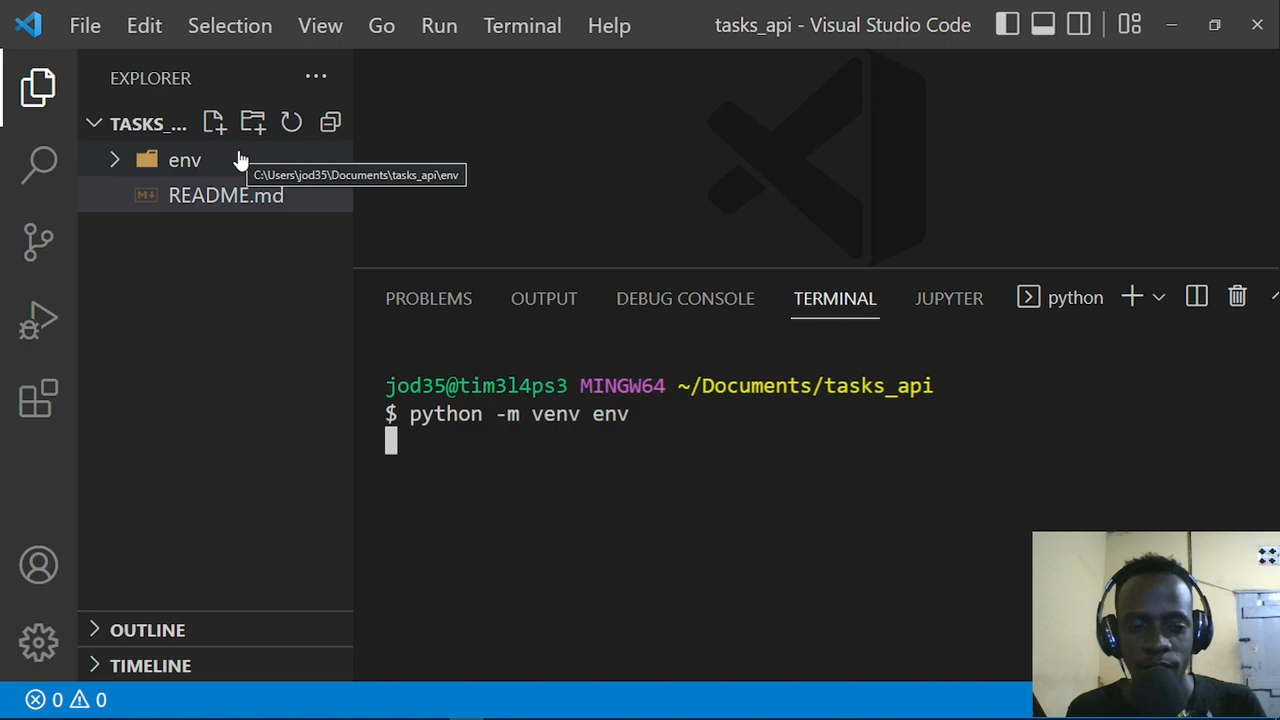 File Edit Selection View Go Run Terminal Help tasks_api - Visual Studio Code
EXPLORER
TASKS_...
env
C:\Users\jod35\Documents\tasks_api\env
README.md
PROBLEMS OUTPUT DEBUG CONSOLE TERMINAL JUPYTER python
jod35@tim3l4ps3 MINGW64 ~/Documents/tasks_api
$ python -m venv env
OUTLINE
TIMELINE
0 0